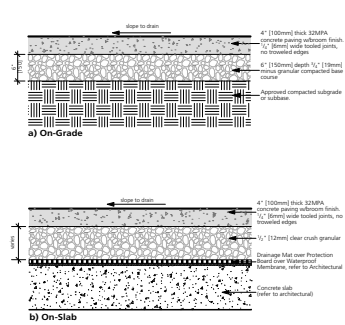 slope to drain
4" [100mm] thick 32MPA
concrete paving w/broom finish.
1/4" [6mm] wide tooled joints,
no troweled edges
6"
[150]
6" [150mm] depth 3/4" [19mm]
minus granular compacted base
course
Approved compacted subgrade
or subbase.
a) On-Grade
slope to drain
4" [100mm] thick 32MPA
concrete paving w/broom finish.
1/4" [6mm] wide tooled joints, no
troweled edges
varies
1/2" [12mm] clear crush granular
Drainage Mat over Protection
Board over Waterproof
Membrane, refer to Architectural
Concrete slab
(refer to architectural)
b) On-Slab